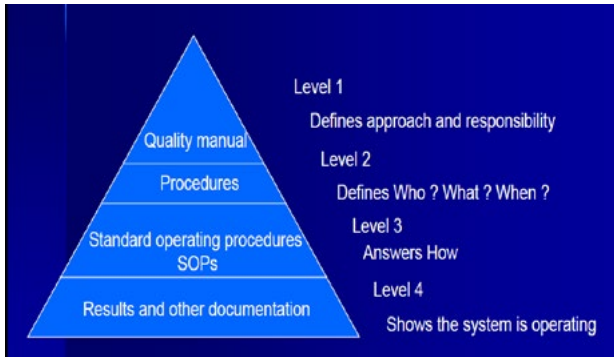 Level 1
Defines approach and responsibility
Quality manual
Level 2
Procedures
Defines Who ? What ? When ?
Level 3
Standard operating procedures
SOPs
Answers How
Level 4
Results and other documentation
Shows the system is operating